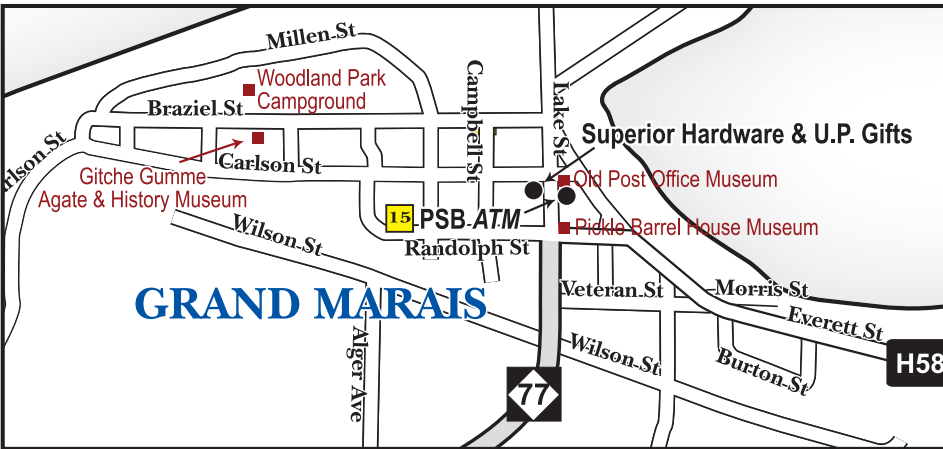 Millen St
Woodland Park
Campground
Braziel St
Campbell St
Lake St
Superior Hardware & U.P. Gifts
arlson St
Carlson St
Gitche Gumme
Agate & History Museum
Old Post Office Museum
15 PSB ATM
Pickle Barrel House Museum
Wilson St
Randolph St
GRAND MARAIS
Veteran St
Morris St
Everett St
Alger Ave
Wilson St
Burton St
H58
77